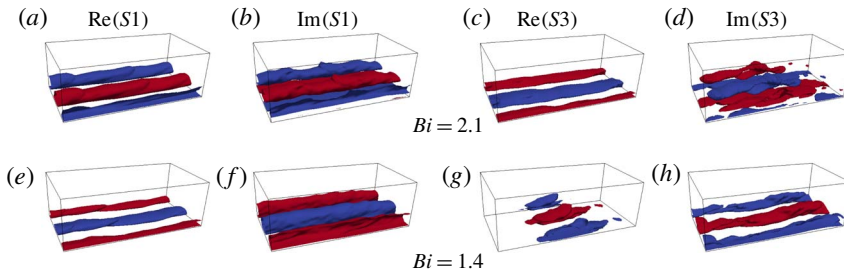 (a) Re(S1) (b) Im(S1) (c) Re(S3) (d) Im(S3)
Bi = 2.1
(e) (f) (g) (h)
Bi = 1.4